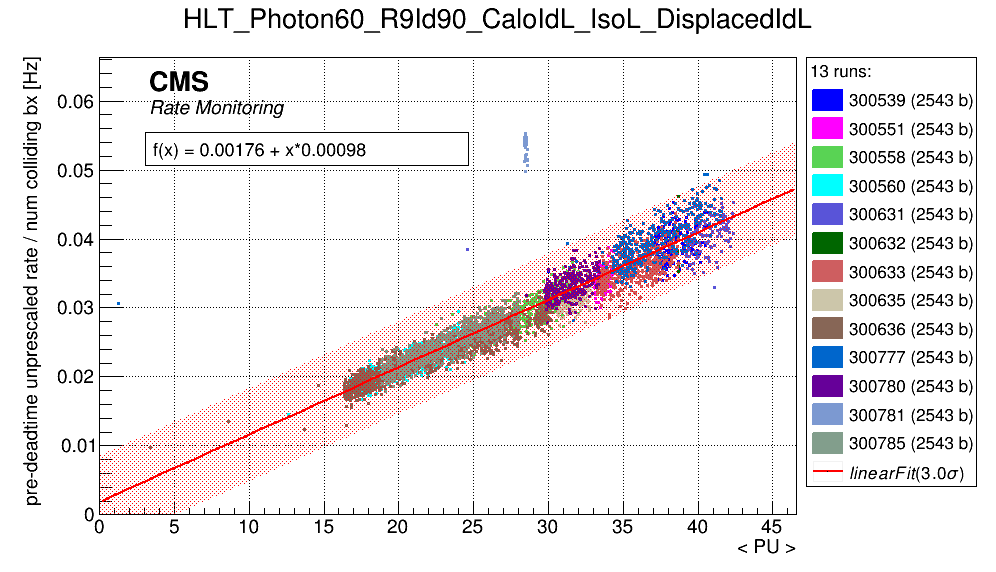 HLT_Photon60_R9Id90_CaloIdL_IsoL_DisplacedIdL
pre-deadtime unprescaled rate / num colliding bx [Hz]
CMS
Rate Monitoring
f(x) = 0.00176 + x*0.00098
0.06
0.05
0.04
0.03
0.02
0.01
0
0 5 10 15 20 25 30 35 40 45
< PU >
13 runs:
300539 (2543 b)
300551 (2543 b)
300558 (2543 b)
300560 (2543 b)
300631 (2543 b)
300632 (2543 b)
300633 (2543 b)
300635 (2543 b)
300636 (2543 b)
300777 (2543 b)
300780 (2543 b)
300781 (2543 b)
300785 (2543 b)
linearFit(3.0σ)